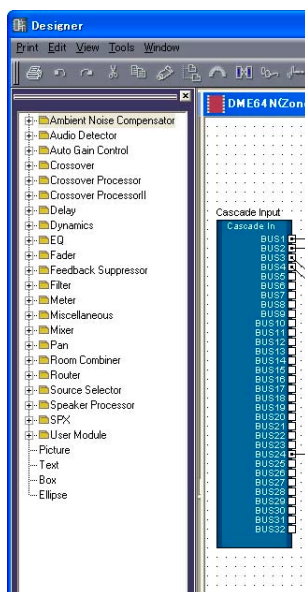 Designer
Print Edit View Tools Window
DME64N(Zon
Ambient Noise Compensator
Audio Detector
Auto Gain Control
Crossover
Crossover Processor
Crossover ProcessorII
Delay
Dynamics
EQ
Fader
Feedback Suppressor
Filter
Meter
Miscellaneous
Mixer
Pan
Room Combiner
Router
Source Selector
Speaker Processor
SPX
User Module
Picture
Text
Box
Ellipse
Cascade Input
Cascade In
BUS1
BUS2
BUS3
BUS4
BUS5
BUS6
BUS7
BUS8
BUS9
BUS10
BUS11
BUS12
BUS13
BUS14
BUS15
BUS16
BUS17
BUS18
BUS19
BUS20
BUS21
BUS22
BUS23
BUS24
BUS25
BUS26
BUS27
BUS28
BUS29
BUS30
BUS31
BUS32